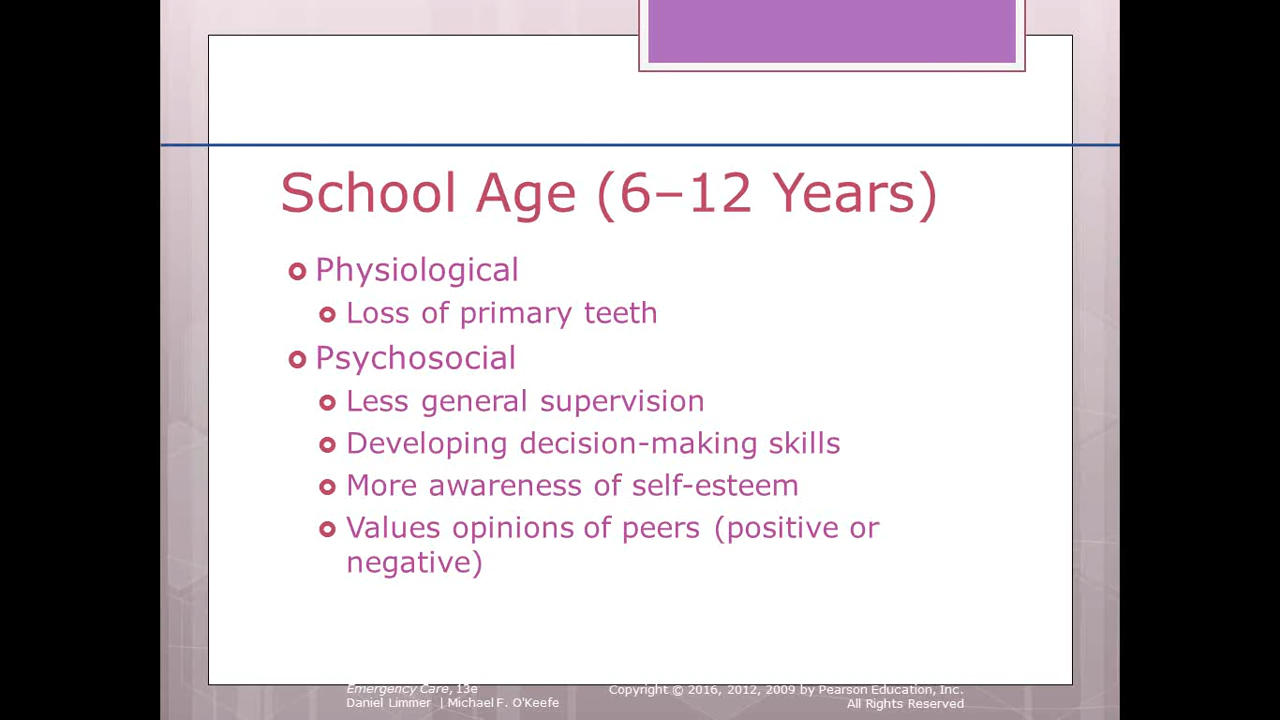 School Age (6–12 Years)
Physiological
Loss of primary teeth
Psychosocial
Less general supervision
Developing decision-making skills
More awareness of self-esteem
Values opinions of peers (positive or
negative)
Emergency Care, 13e
Daniel Limmer | Michael F. O'Keefe
Copyright © 2016, 2012, 2009 by Pearson Education, Inc.
All Rights Reserved